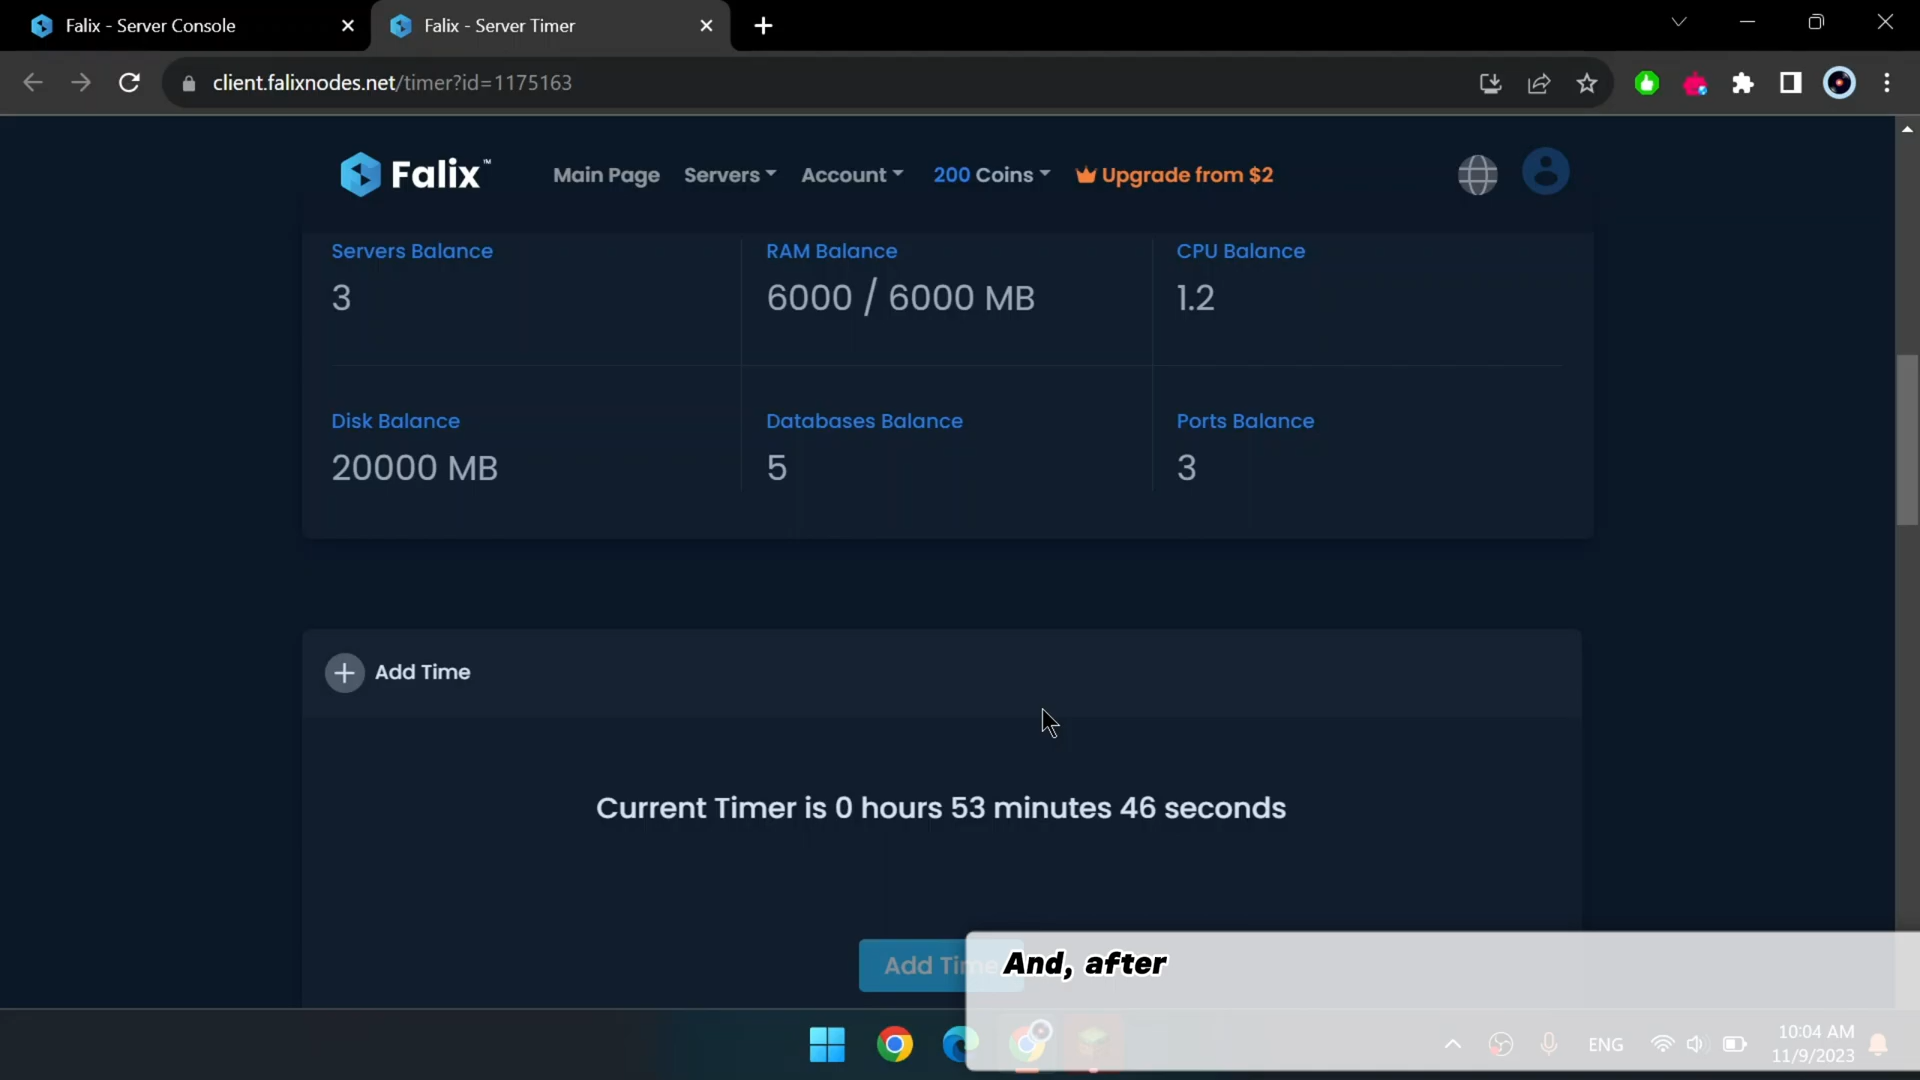 Falix - Server Console
Falix - Server Timer
client.falixnodes.net/timer?id=1175163
Falix™
Main Page
Servers
Account
200 Coins
Upgrade from $2
Servers Balance
RAM Balance
CPU Balance
3
6000 / 6000 MB
1.2
Disk Balance
Databases Balance
Ports Balance
20000 MB
5
3
Add Time
Current Timer is 0 hours 53 minutes 46 seconds
Add Time
And, after
ENG
10:04 AM
11/9/2023